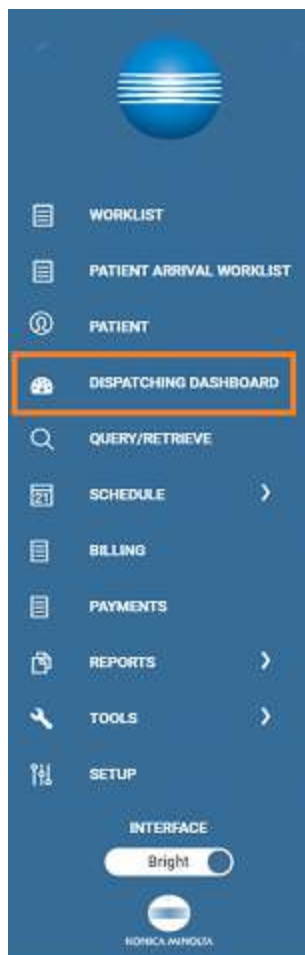 WORKLIST
PATIENT ARRIVAL WORKLIST
PATIENT
DISPATCHING DASHBOARD
QUERY/RETRIEVE
21
SCHEDULE
BILLING
PAYMENTS
REPORTS
TOOLS
SETUP
INTERFACE
Bright
KONICA MINOLTA